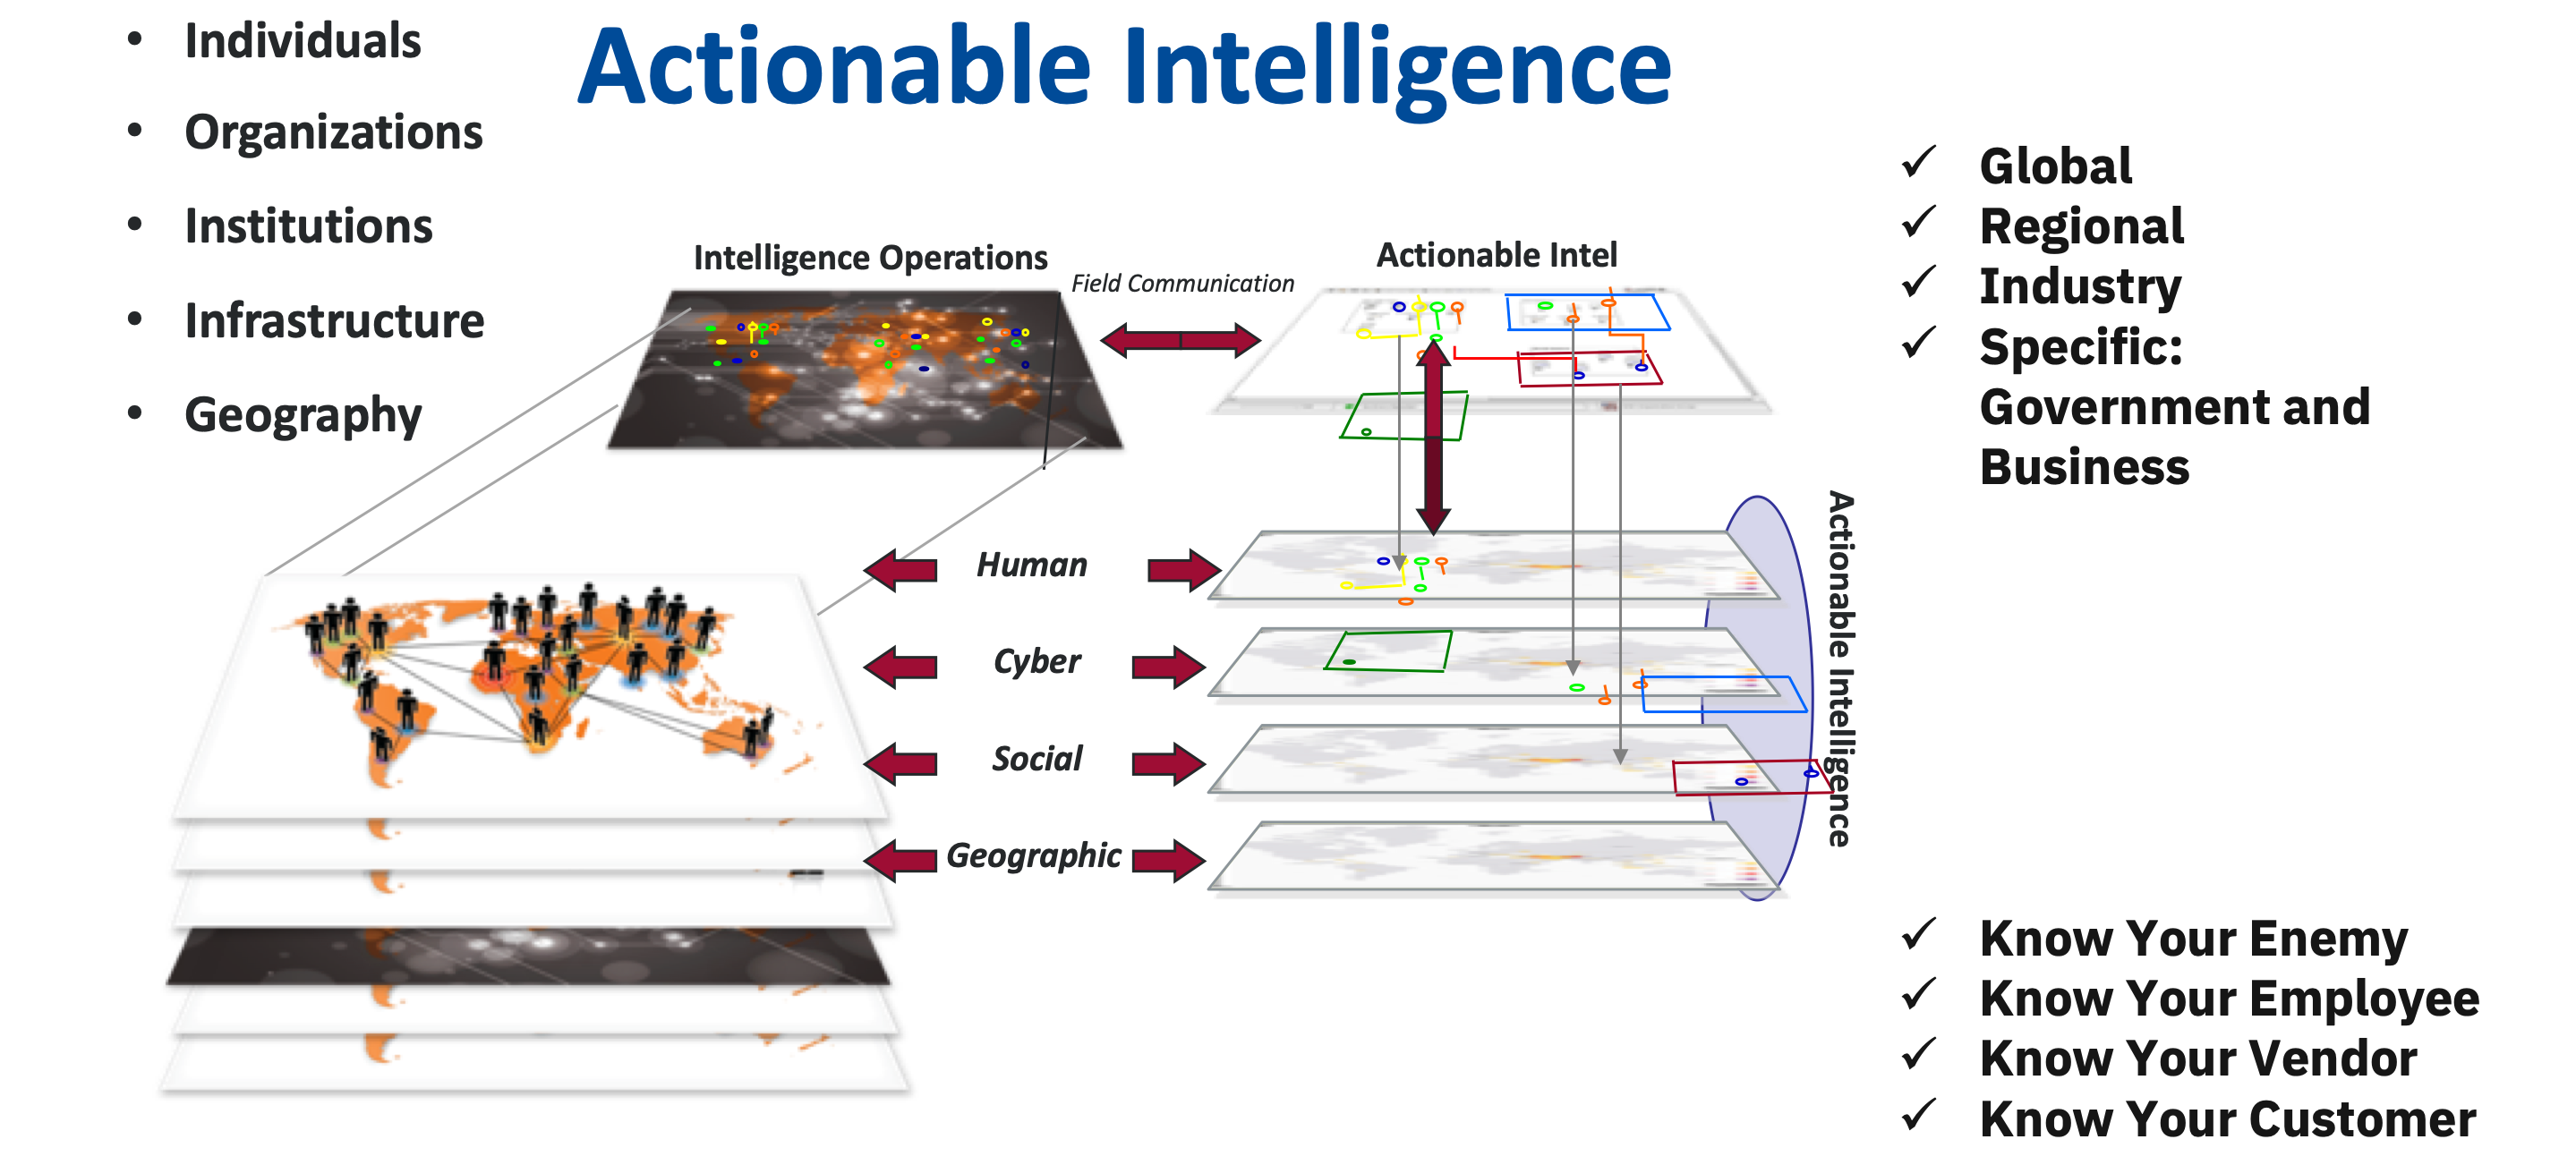 Actionable Intelligence
Individuals
Organizations
Institutions
Infrastructure
Geography
Intelligence Operations
Field Communication
Actionable Intel
Human
Cyber
Social
Geographic
Actionable Intelligence
Global
Regional
Industry
Specific:
Government and
Business
Know Your Enemy
Know Your Employee
Know Your Vendor
Know Your Customer